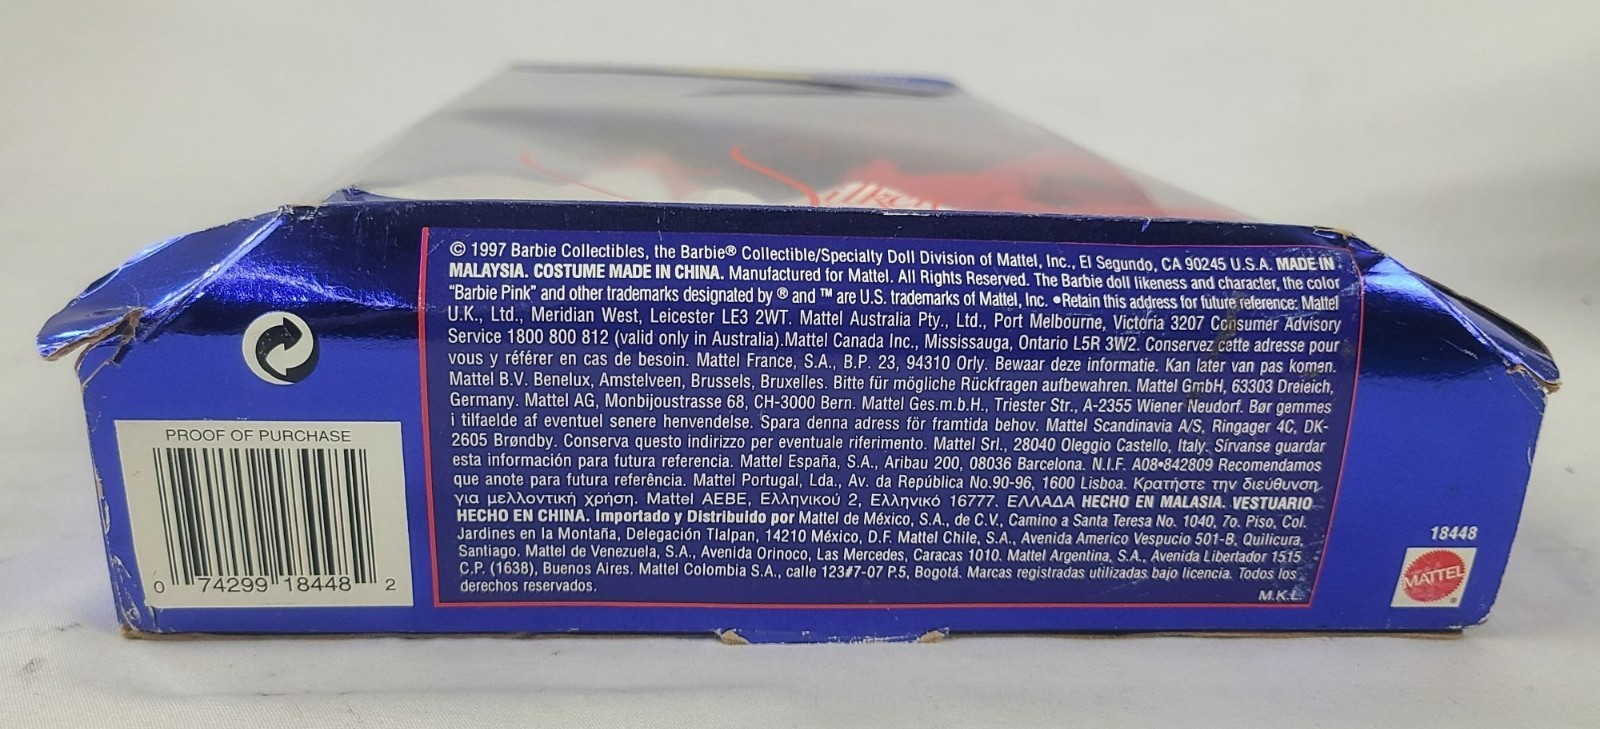 © 1997 Barbie Collectibles, the Barbie® Collectible/Specialty Doll Division of Mattel, Inc., El Segundo, CA 90245 U.S.A. MADE IN
MALAYSIA. COSTUME MADE IN CHINA. Manufactured for Mattel. All Rights Reserved. The Barbie doll likeness and character, the color
"Barbie Pink" and other trademarks designated by ® and ™ are U.S. trademarks of Mattel, Inc. •Retain this address for future reference: Mattel
U.K., Ltd., Meridian West, Leicester LE3 2WT. Mattel Australia Pty., Ltd., Port Melbourne, Victoria 3207 Consumer Advisory
Service 1800 800 812 (valid only in Australia).Mattel Canada Inc., Mississauga, Ontario L5R 3W2. Conservez cette adresse pour
vous y référer en cas de besoin. Mattel France, S.A., B.P. 23, 94310 Orly. Bewaar deze informatie. Kan later van pas komen.
Mattel B.V. Benelux, Amstelveen, Brussels, Bruxelles. Bitte für mögliche Rückfragen aufbewahren. Mattel GmbH, 63303 Dreieich,
Germany. Mattel AG, Monbijoustrasse 68, CH-3000 Bern. Mattel Ges.m.b.H., Triester Str., A-2355 Wiener Neudorf. Bør gemmes
i tilfaelde af eventuel senere henvendelse. Spara denna adress för framtida behov. Mattel Scandinavia A/S, Ringager 4C, DK-
2605 Brøndby. Conserva questo indirizzo per eventuale riferimento. Mattel Srl., 28040 Oleggio Castello, Italy. Sírvanse guardar
esta información para futura referencia. Mattel España, S.A., Aribau 200, 08036 Barcelona. N.I.F. A08•842809 Recomendamos
que anote para futura referência. Mattel Portugal, Lda., Av. da República No.90-96, 1600 Lisboa. Κρατήστε την διεύθυνση
για μελλοντική χρήση. Mattel AEBE, Ελληνικού 2, Ελληνικό 16777. ΕΛΛΑΔΑ HECHO EN MALASIA. VESTUARIO
HECHO EN CHINA. Importado y Distribuido por Mattel de México, S.A., de C.V., Camino a Santa Teresa No. 1040, 7o. Piso, Col.
Jardines en la Montaña, Delegación Tlalpan, 14210 México, D.F. Mattel Chile, S.A., Avenida Americo Vespucio 501-B, Quilicura,
Santiago. Mattel de Venezuela, S.A., Avenida Orinoco, Las Mercedes, Caracas 1010. Mattel Argentina, S.A., Avenida Libertador 1515
C.P. (1638), Buenos Aires. Mattel Colombia S.A., calle 123#7-07 P.5, Bogotá. Marcas registradas utilizadas bajo licencia. Todos los
derechos reservados.
M.K.L.
PROOF OF PURCHASE
0 74299 18448 2
18448
MATTEL
®